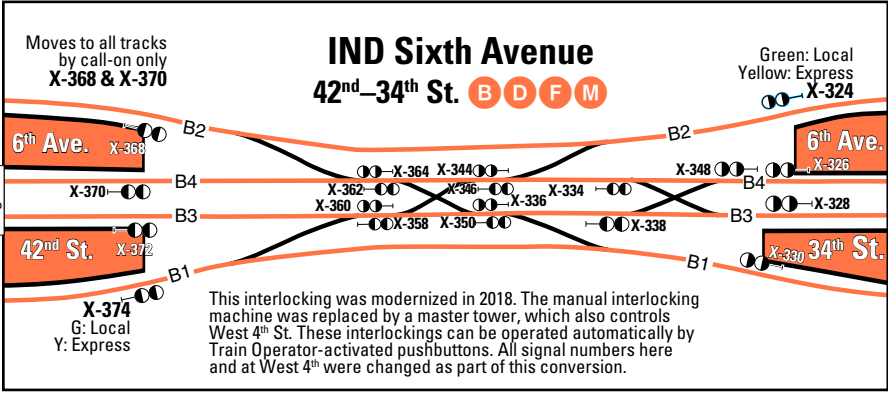 Moves to all tracks
by call-on only
X-368 & X-370
IND Sixth Avenue
42nd–34th St. B D F M
Green: Local
Yellow: Express
X-324
B2
B2
6th Ave.
X-368
6th Ave.
X-326
X-364
X-344
X-348
B4
B4
X-370
X-362
X-346
X-334
X-360
X-336
X-328
B3
B3
X-358
X-350
X-338
42nd St.
X-372
34th St.
X-330
B1
B1
X-374
G: Local
Y: Express
This interlocking was modernized in 2018. The manual interlocking
machine was replaced by a master tower, which also controls
West 4th St. These interlockings can be operated automatically by
Train Operator-activated pushbuttons. All signal numbers here
and at West 4th were changed as part of this conversion.